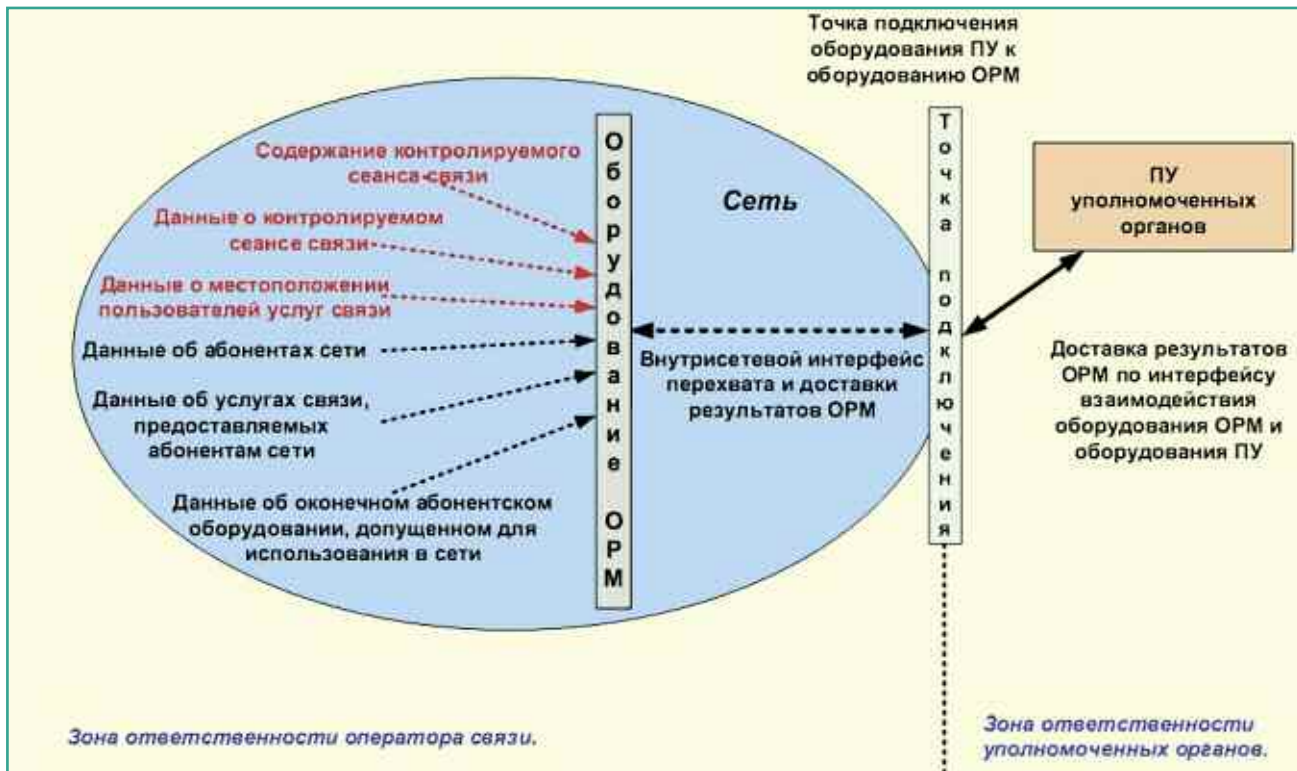 Точка подключения
оборудования ПУ к
оборудованию ОРМ
Содержание контролируемого
сеанса связи
Данные о контролируемом
сеансе связи
Данные о местоположении
пользователей услуг связи
Данные об абонентах сети
Данные об услугах связи,
предоставляемых
абонентам сети
Данные об оконечном абонентском
оборудовании, допущенном для
использования в сети
Оборудование ОРМ
Сеть
Внутрисетевой интерфейс
перехвата и доставки
результатов ОРМ
Точка подключения
ПУ
уполномоченных
органов
Доставка результатов
ОРМ по интерфейсу
взаимодействия
оборудования ОРМ и
оборудования ПУ
Зона ответственности оператора связи.
Зона ответственности
уполномоченных органов.